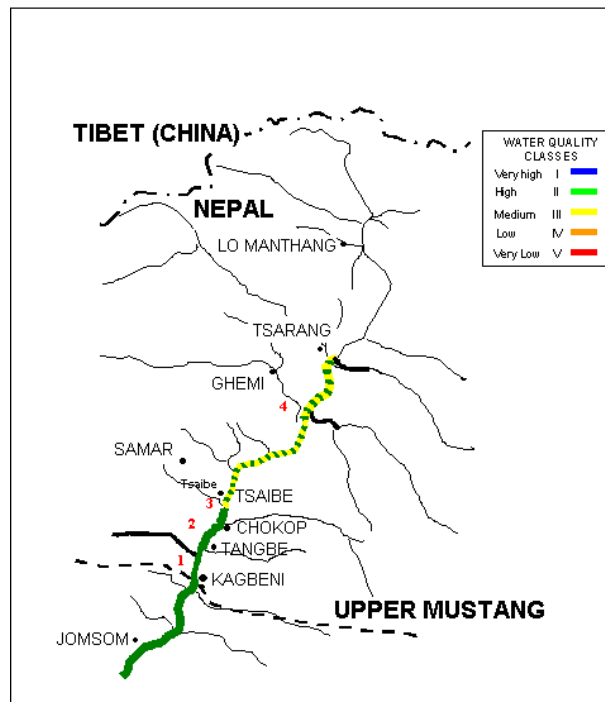 TIBET (CHINA)
WATER QUALITY
CLASSES
Very high I
High II
Medium III
Low IV
Very Low V
NEPAL
LO MANTHANG
TSARANG
GHEMI
4
SAMAR
Tsaibe
TSAIBE
3
2
CHOKOP
TANGBE
1
KAGBENI
UPPER MUSTANG
JOMSOM